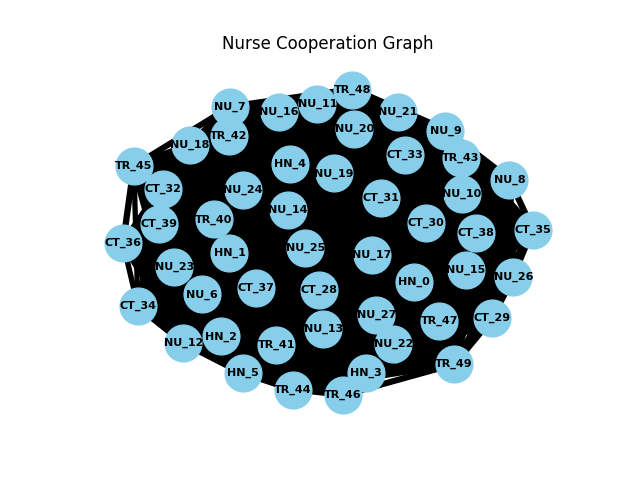 Nurse Cooperation Graph
TR_48
NU_7
NU_11
NU_16
NU_21
NU_20
NU_9
TR_42
NU_18
CT_33
TR_43
HN_4
TR_45
NU_19
NU_8
CT_32
NU_24
NU_10
CT_31
NU_14
TR_40
CT_39
CT_30
CT_35
CT_38
CT_36
NU_25
HN_1
NU_17
NU_23
NU_15
NU_26
HN_0
CT_37
CT_28
NU_6
CT_34
NU_27
CT_29
TR_47
NU_13
HN_2
NU_12
TR_41
NU_22
TR_49
HN_5
HN_3
TR_44
TR_46